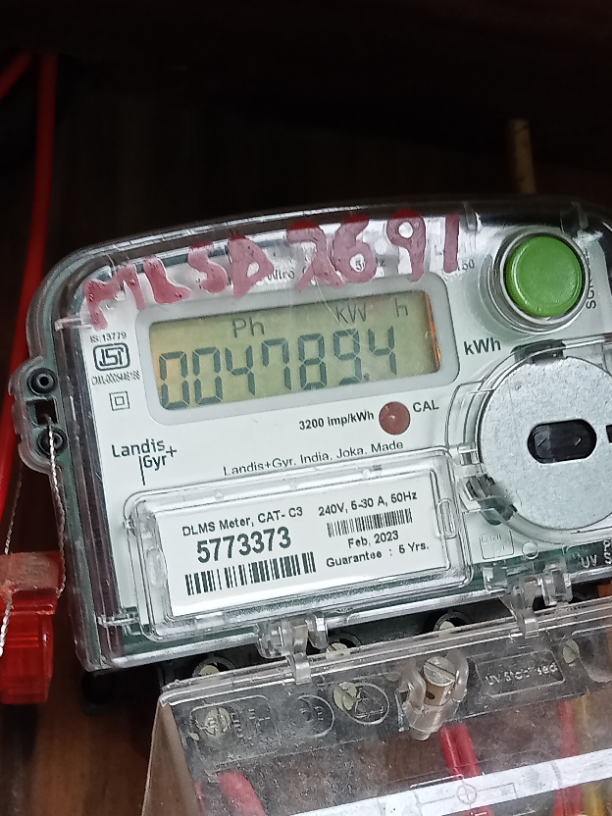 MLSD 2691
IS:13779
Ph KW h
004789.4
kWh
3200 imp/kWh
CAL
Landis+
Gyr
Landis+Gyr, India, Joka, Made
DLMS Meter, CAT- C3
240V, 5-30 A, 50Hz
5773373
Feb, 2023
Guarantee : 5 Yrs.